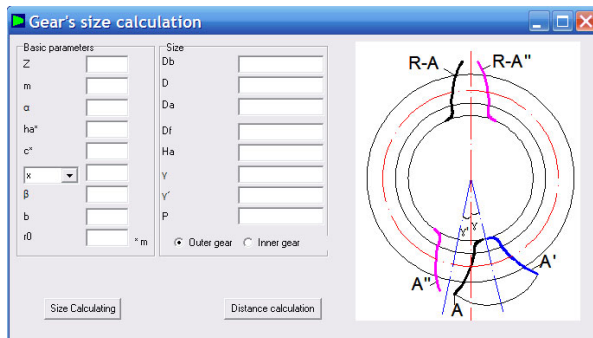 Gear's size calculation
Basic parameters
Z
m
α
ha*
c*
x
β
b
r0
* m
Size
Db
D
Da
Df
Ha
γ
γ'
P
Outer gear
Inner gear
Size Calculating
Distance calculation
R-A
R-A"
γ' γ
A'
A"
A